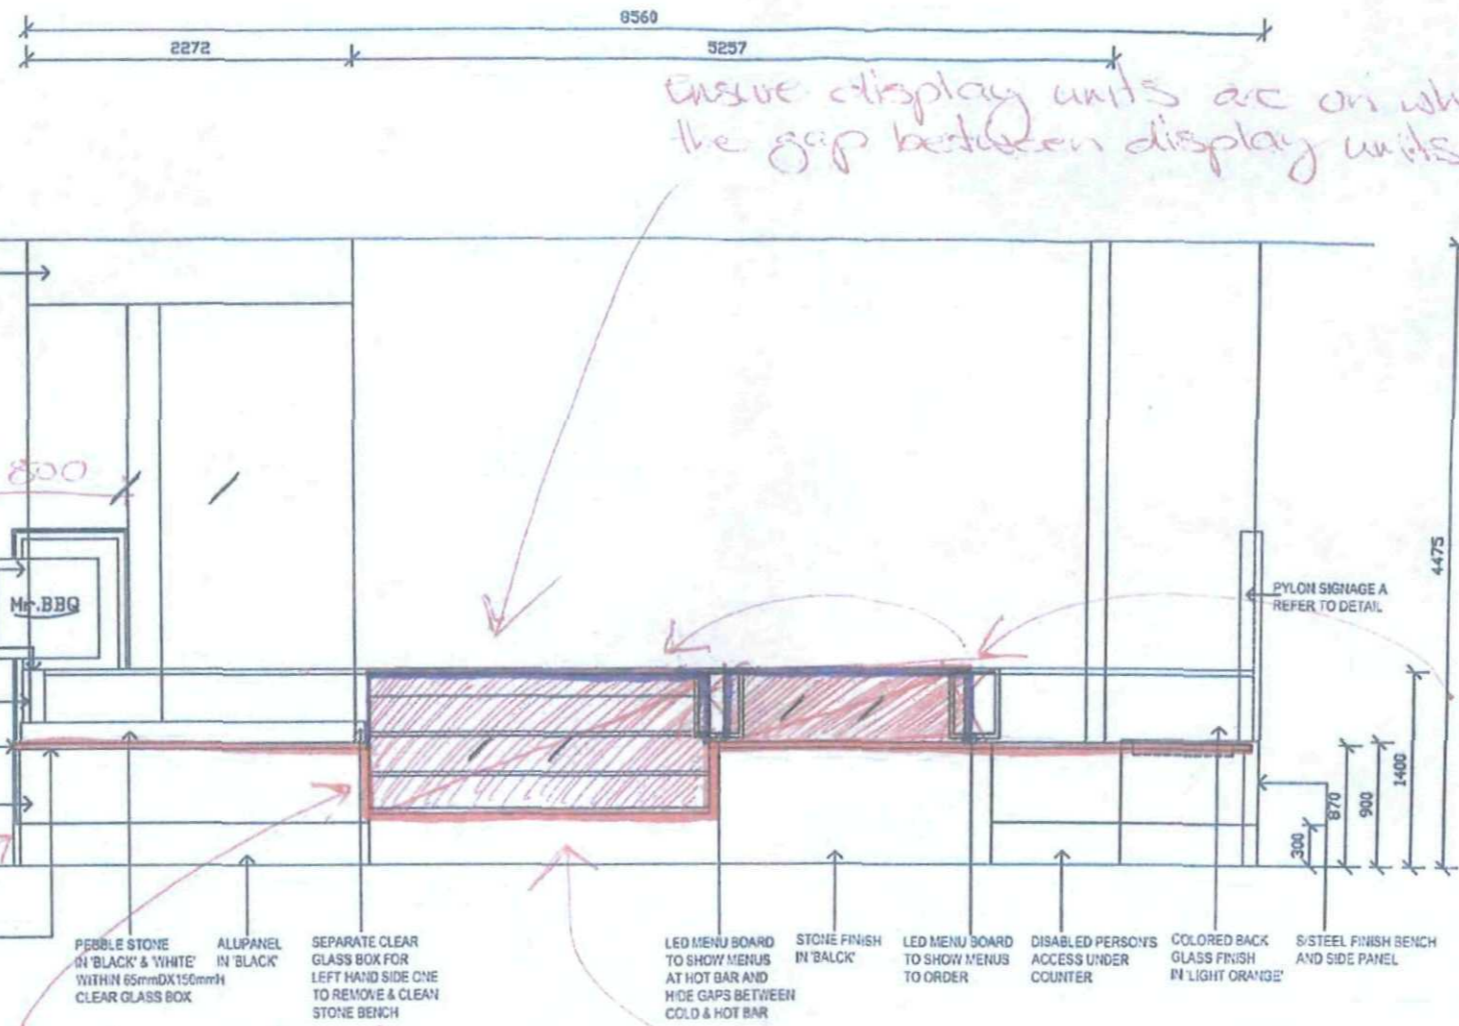 8560
2272
5257
Ensure display units are on
the gap between display units
800
4475
Mr.BBQ
PYLON SIGNAGE A
REFER TO DETAIL
300
870
900
1400
PEBBLE STONE
IN 'BLACK' & 'WHITE'
WITHIN 65mmDX150mmH
CLEAR GLASS BOX
ALUPANEL
IN 'BLACK'
SEPARATE CLEAR
GLASS BOX FOR
LEFT HAND SIDE ONE
TO REMOVE & CLEAN
STONE BENCH
LED MENU BOARD
TO SHOW MENUS
AT HOT BAR AND
HIDE GAPS BETWEEN
COLD & HOT BAR
STONE FINISH
IN 'BALCK'
LED MENU BOARD
TO SHOW MENUS
TO ORDER
DISABLED PERSON'S
ACCESS UNDER
COUNTER
COLORED BACK
GLASS FINISH
IN 'LIGHT ORANGE'
S/STEEL FINISH BENCH
AND SIDE PANEL